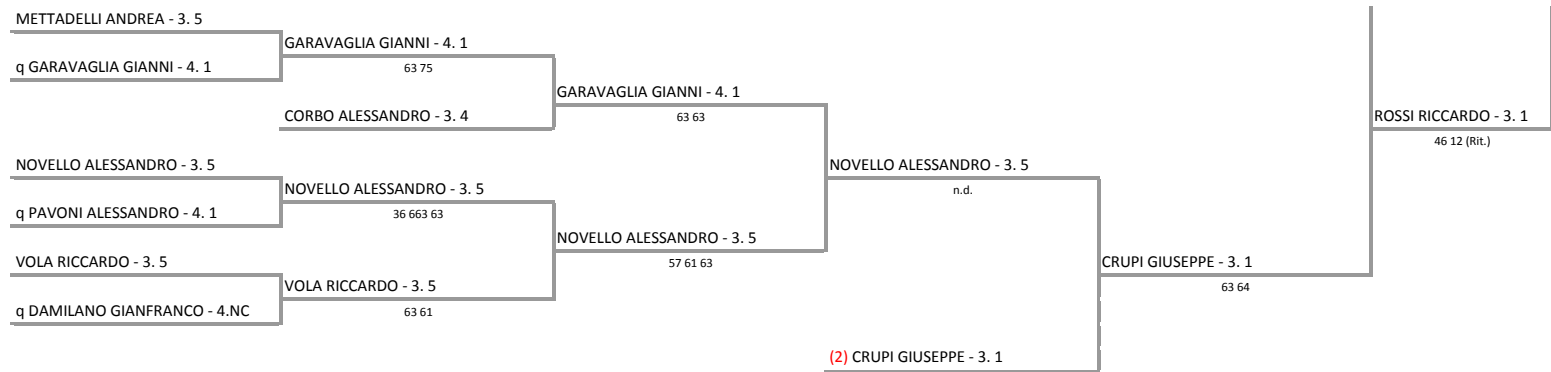 METTADELLI ANDREA - 3. 5
GARAVAGLIA GIANNI - 4. 1
q GARAVAGLIA GIANNI - 4. 1
63 75
GARAVAGLIA GIANNI - 4. 1
CORBO ALESSANDRO - 3. 4
63 63
ROSSI RICCARDO - 3. 1
46 12 (Rit.)
NOVELLO ALESSANDRO - 3. 5
NOVELLO ALESSANDRO - 3. 5
NOVELLO ALESSANDRO - 3. 5
n.d.
q PAVONI ALESSANDRO - 4. 1
36 663 63
NOVELLO ALESSANDRO - 3. 5
57 61 63
VOLA RICCARDO - 3. 5
CRUPI GIUSEPPE - 3. 1
VOLA RICCARDO - 3. 5
63 64
q DAMILANO GIANFRANCO - 4.NC
63 61
(2) CRUPI GIUSEPPE - 3. 1